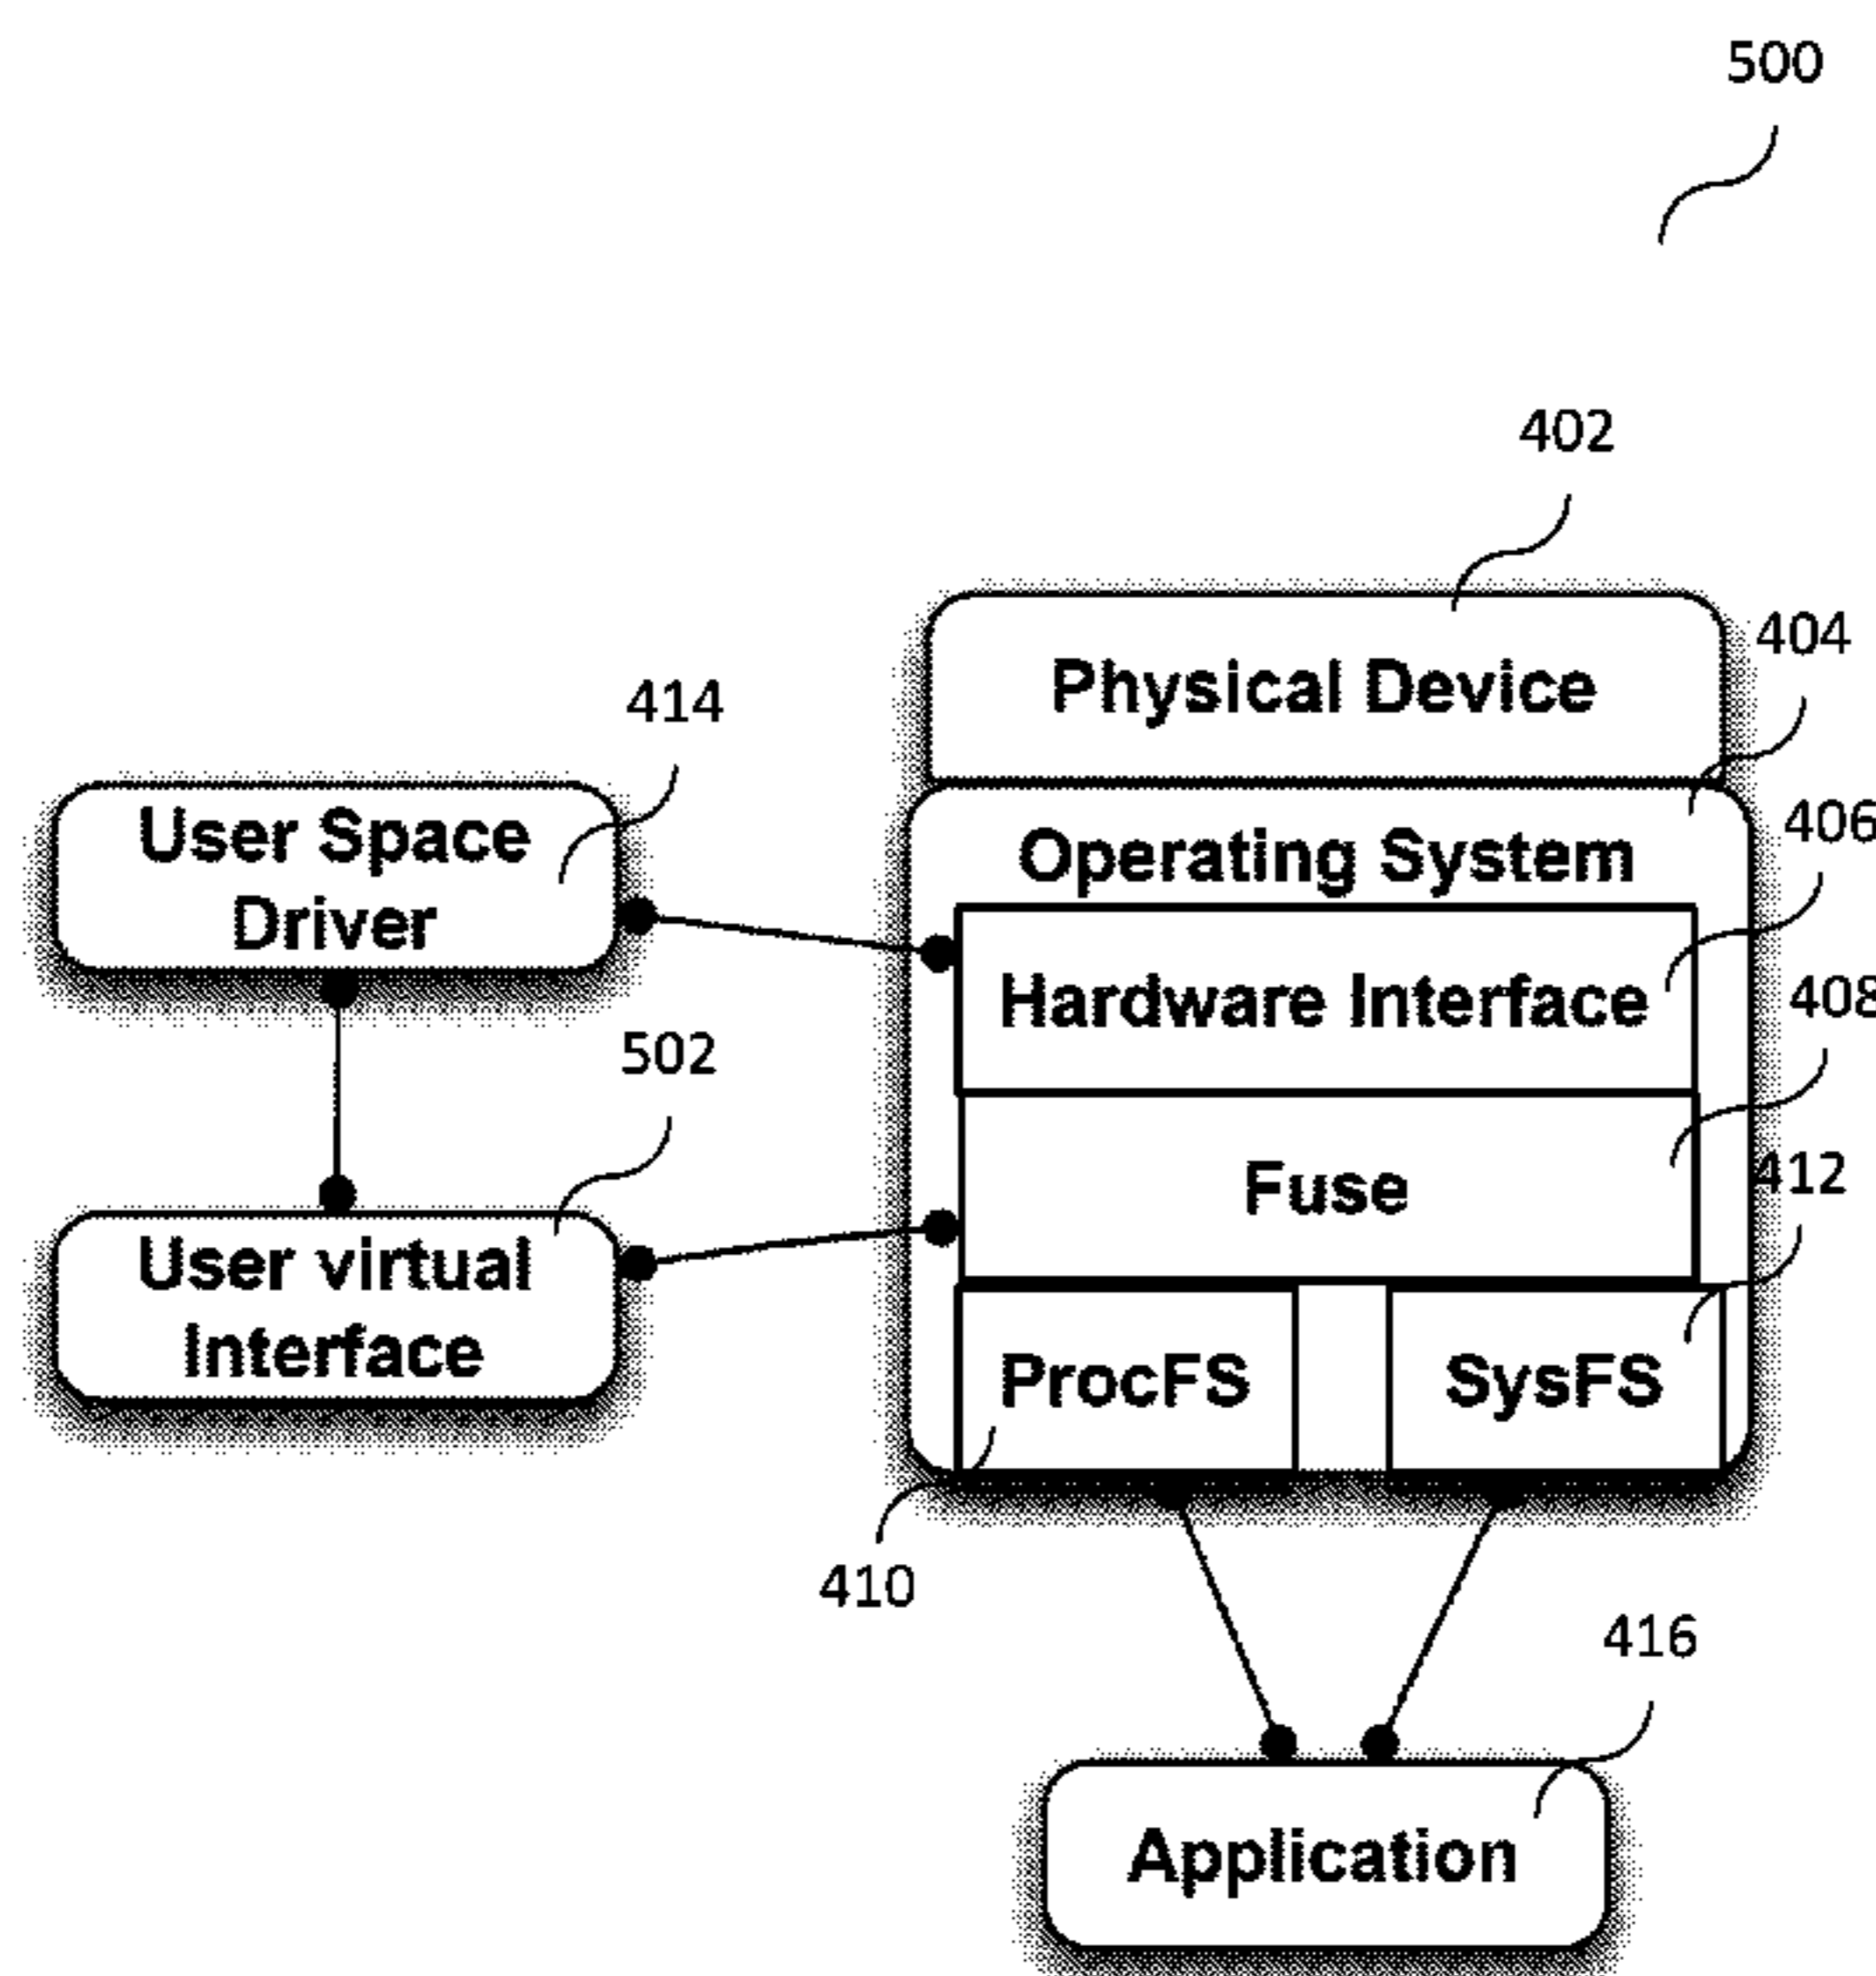 500
402
Physical Device
404
414
User Space
Driver
Operating System
406
Hardware Interface
408
502
Fuse
412
User virtual
Interface
ProcFS
SysFS
410
416
Application